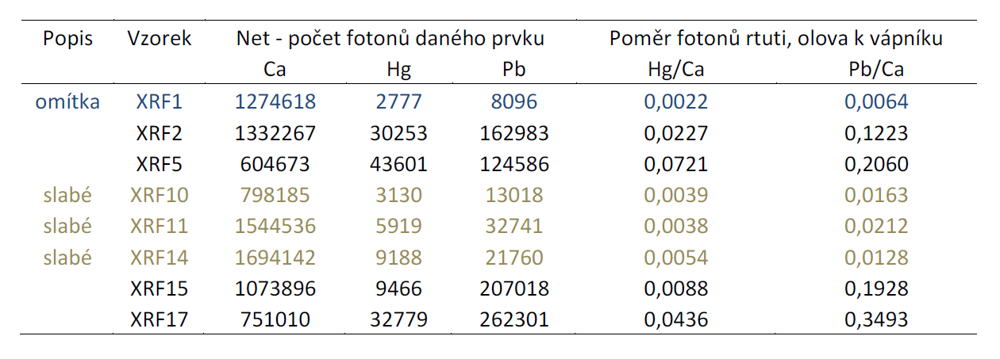 Popis Vzorek Net - počet fotonů daného prvku Poměr fotonů rtuti, olova k vápníku
Ca Hg Pb Hg/Ca Pb/Ca
omítka XRF1 1274618 2777 8096 0,0022 0,0064
XRF2 1332267 30253 162983 0,0227 0,1223
XRF5 604673 43601 124586 0,0721 0,2060
slabé XRF10 798185 3130 13018 0,0039 0,0163
slabé XRF11 1544536 5919 32741 0,0038 0,0212
slabé XRF14 1694142 9188 21760 0,0054 0,0128
XRF15 1073896 9466 207018 0,0088 0,1928
XRF17 751010 32779 262301 0,0436 0,3493